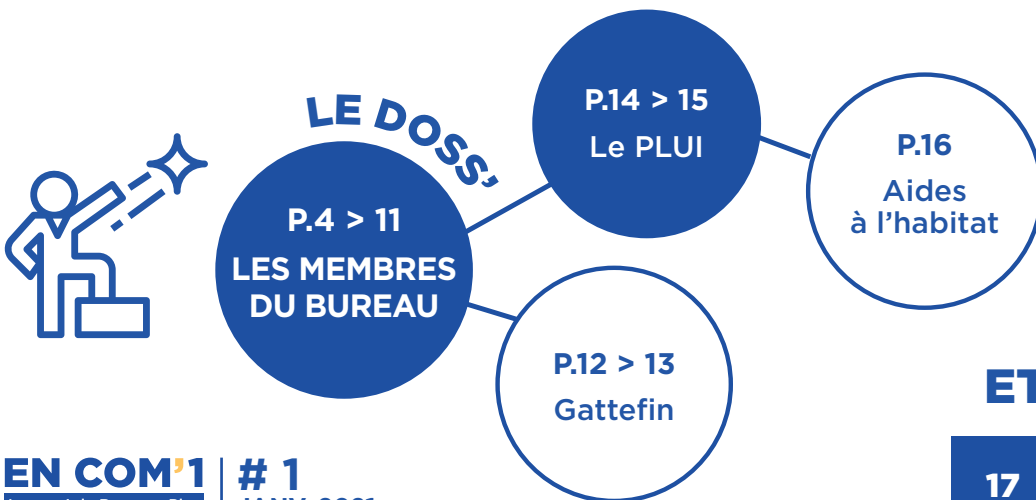 LE DOSS'
P.4 > 11
LES MEMBRES
DU BUREAU
P.14 > 15
Le PLUI
P.16
Aides
à l'habitat
P.12 > 13
Gattefin
ET
17
EN COM'1
# 1